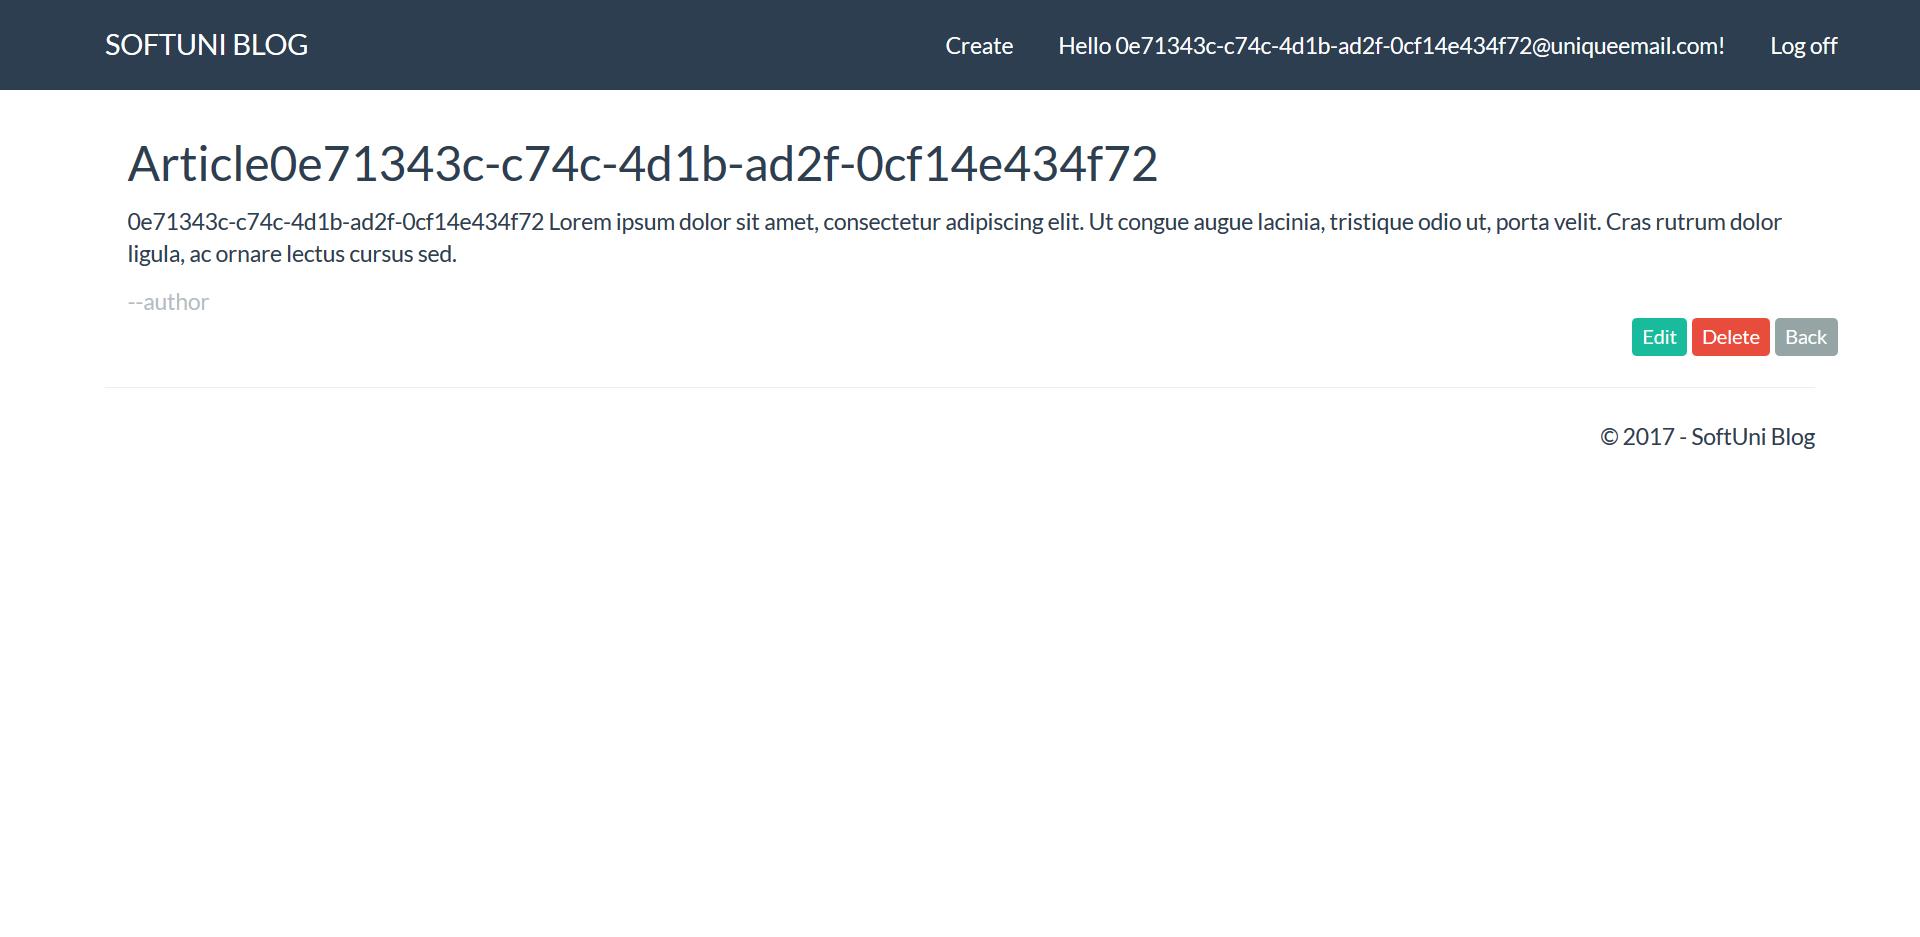 SOFTUNI BLOG
Create
Hello 0e71343c-c74c-4d1b-ad2f-0cf14e434f72@uniqueemail.com!
Log off
Article0e71343c-c74c-4d1b-ad2f-0cf14e434f72
0e71343c-c74c-4d1b-ad2f-0cf14e434f72 Lorem ipsum dolor sit amet, consectetur adipiscing elit. Ut congue augue lacinia, tristique odio ut, porta velit. Cras rutrum dolor
ligula, ac ornare lectus cursus sed.
--author
Edit
Delete
Back
© 2017 - SoftUni Blog